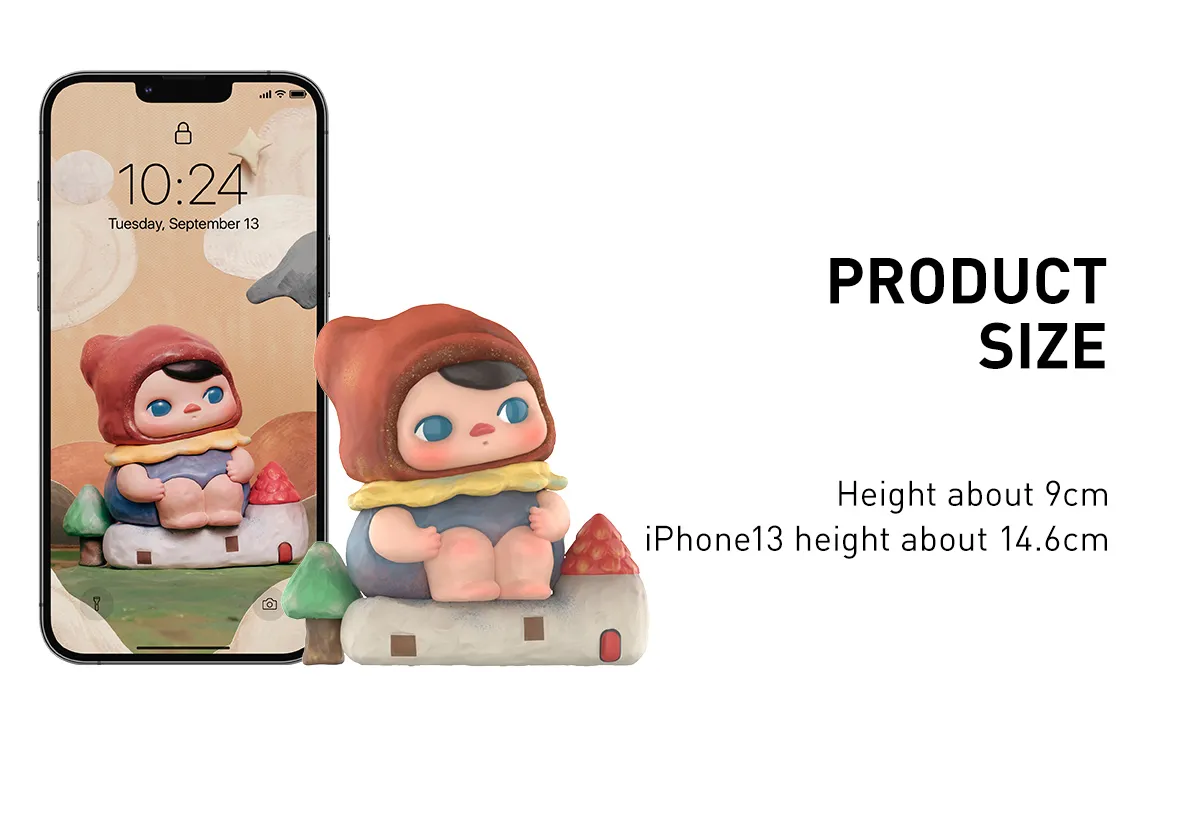 10:24
Tuesday, September 13
PRODUCT
SIZE
Height about 9cm
iPhone13 height about 14.6cm